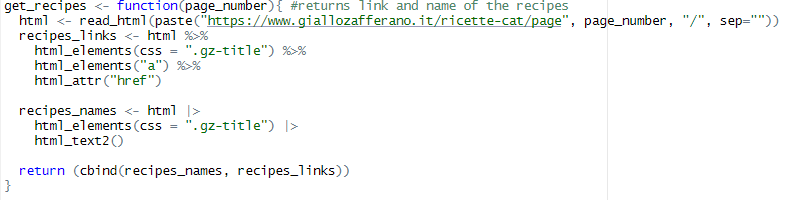 get_recipes <- function(page_number){ #returns link and name of the recipes
  html <- read_html(paste("https://www.giallozafferano.it/ricette-cat/page", page_number, "/", sep=""))
  recipes_links <- html %>%
    html_elements(css = ".gz-title") %>%
    html_elements("a") %>%
    html_attr("href")

  recipes_names <- html |>
    html_elements(css = ".gz-title") |>
    html_text2()

  return (cbind(recipes_names, recipes_links))
}